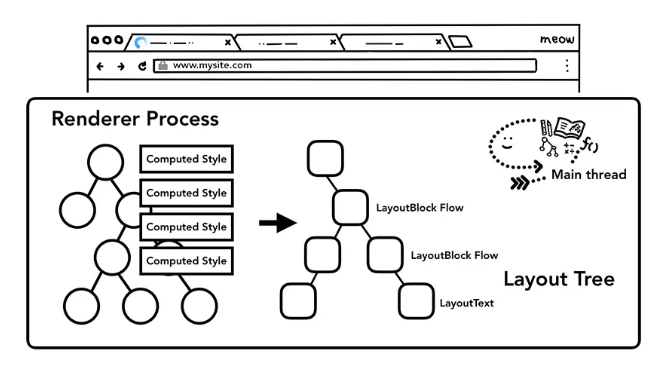 meow
www.mysite.com
Renderer Process
Computed Style
Computed Style
Computed Style
Computed Style
LayoutBlock Flow
LayoutBlock Flow
LayoutText
Layout Tree
f()
Main thread